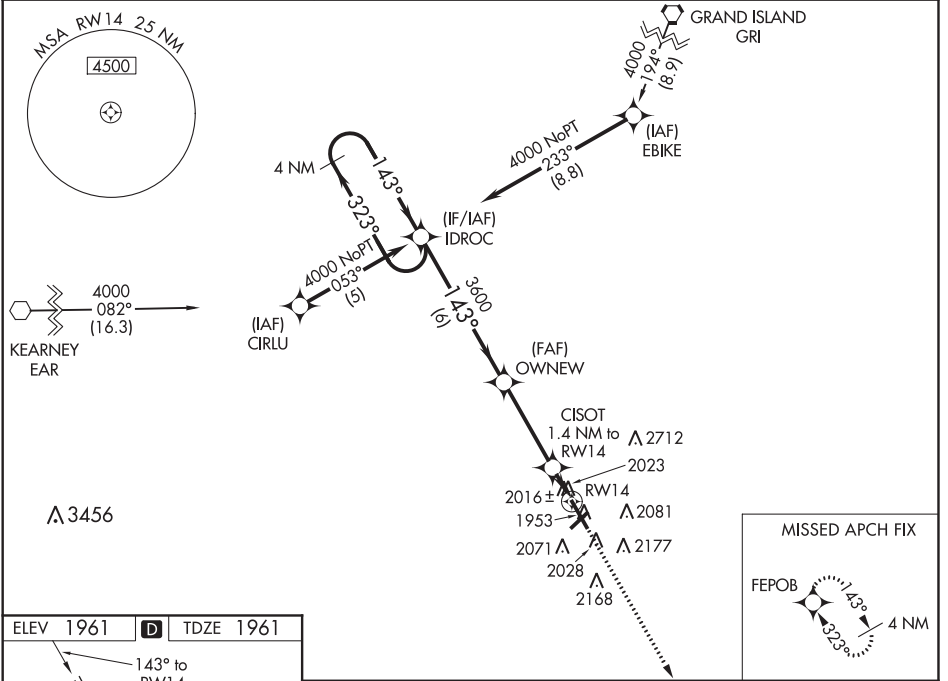 MSA RW14 25 NM
4500
GRAND ISLAND
GRI
4000
194°
(8.9)
(IAF)
EBIKE
4000 NoPT
233°
(8.8)
4 NM
143°
323°
(IF/IAF)
IDROC
4000 NoPT
053°
(5)
(IAF)
CIRLU
4000
082°
(16.3)
KEARNEY
EAR
3600
143°
(6)
(FAF)
OWNEW
CISOT
1.4 NM to
RW14
2712
2023
2016 ±
RW14
1953
2081
2071
2177
2028
2168
3456
MISSED APCH FIX
FEPOB
143°
323°
4 NM
ELEV 1961 D TDZE 1961
143° to